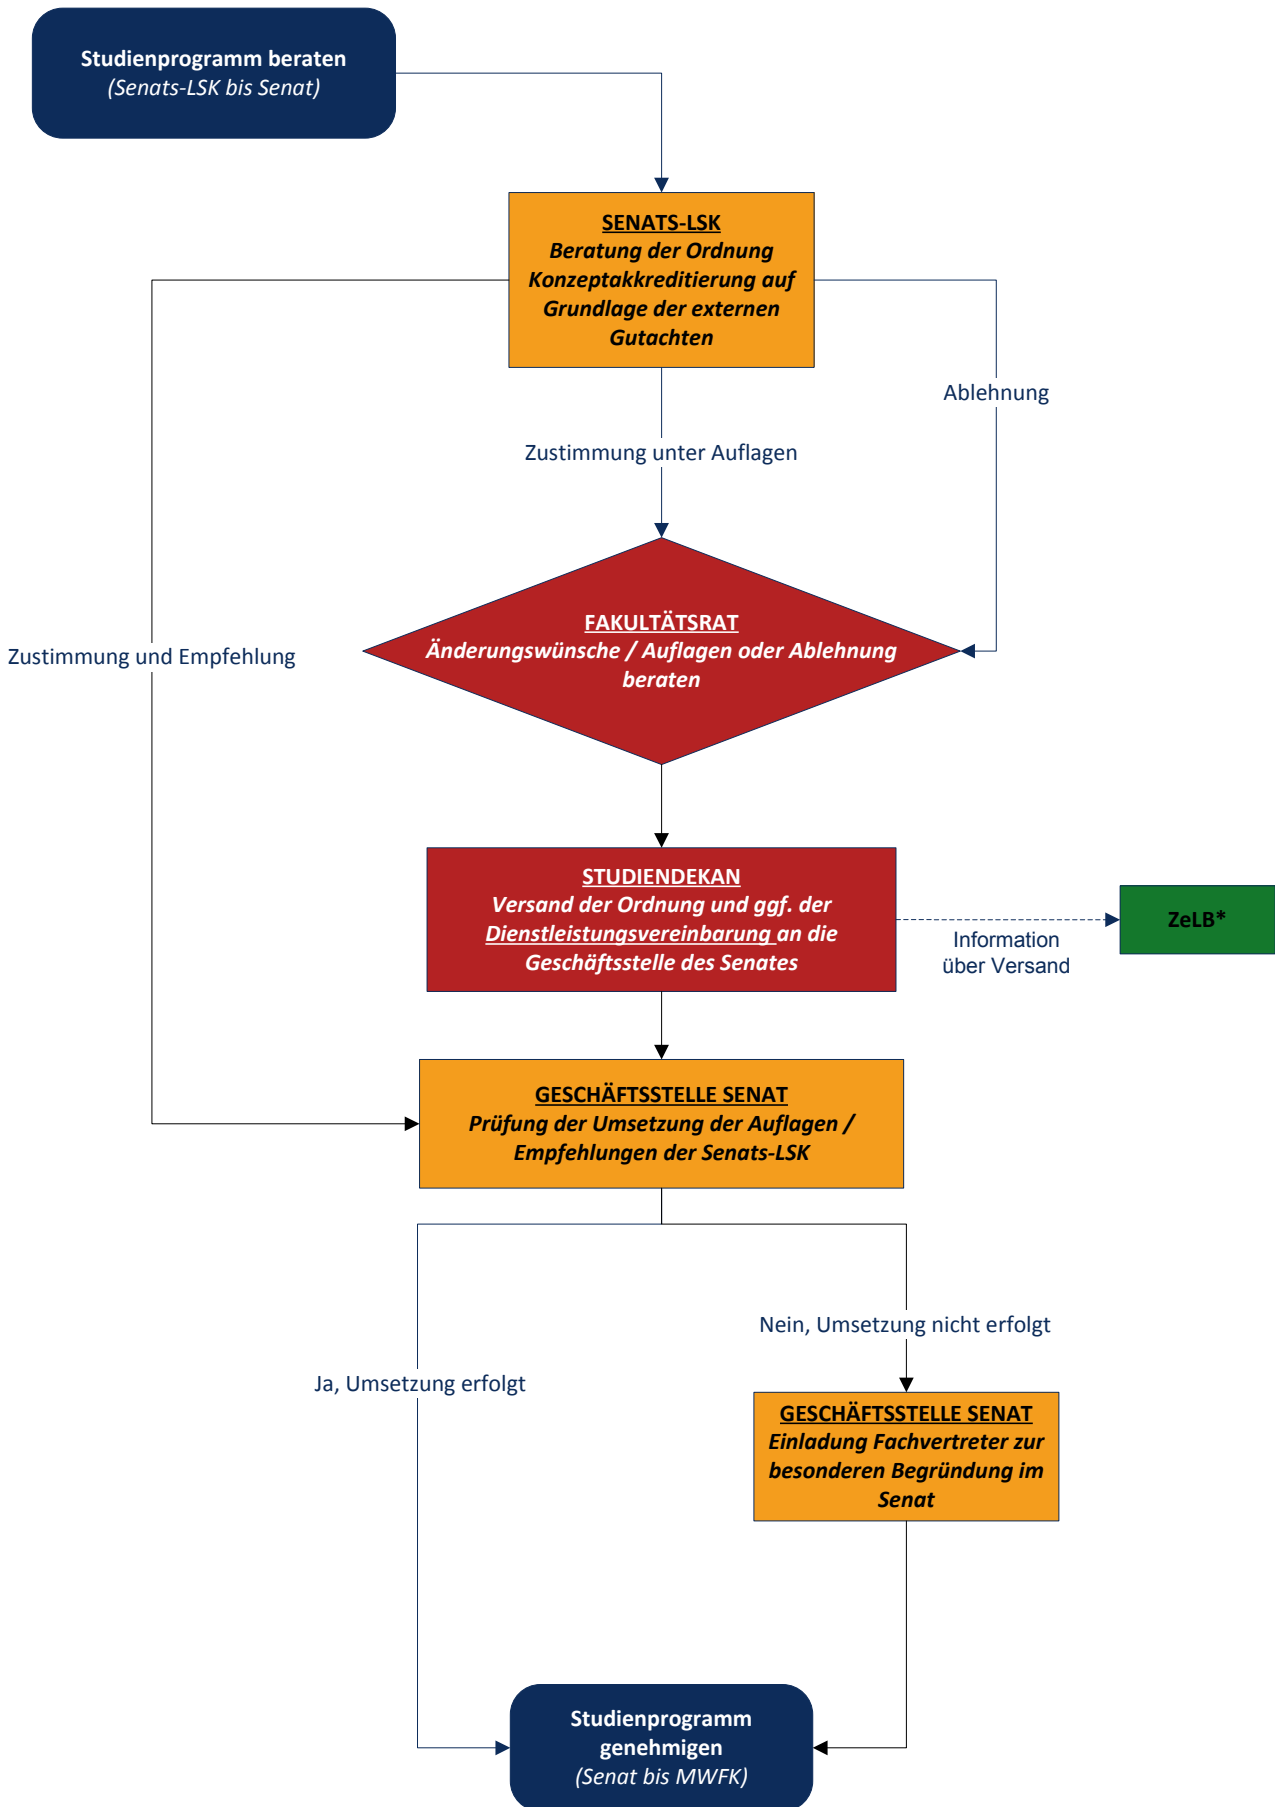 Studienprogramm beraten
(Senats-LSK bis Senat)
SENATS-LSK
Beratung der Ordnung
Konzeptakkreditierung auf
Grundlage der externen
Gutachten
Ablehnung
Zustimmung unter Auflagen
FAKULTÄTSRAT
Änderungswünsche / Auflagen oder Ablehnung
beraten
Zustimmung und Empfehlung
STUDIENDEKAN
Versand der Ordnung und ggf. der
Dienstleistungsvereinbarung an die
Geschäftsstelle des Senates
Information
über Versand
ZeLB*
GESCHÄFTSSTELLE SENAT
Prüfung der Umsetzung der Auflagen /
Empfehlungen der Senats-LSK
Nein, Umsetzung nicht erfolgt
Ja, Umsetzung erfolgt
GESCHÄFTSSTELLE SENAT
Einladung Fachvertreter zur
besonderen Begründung im
Senat
Studienprogramm
genehmigen
(Senat bis MWFK)